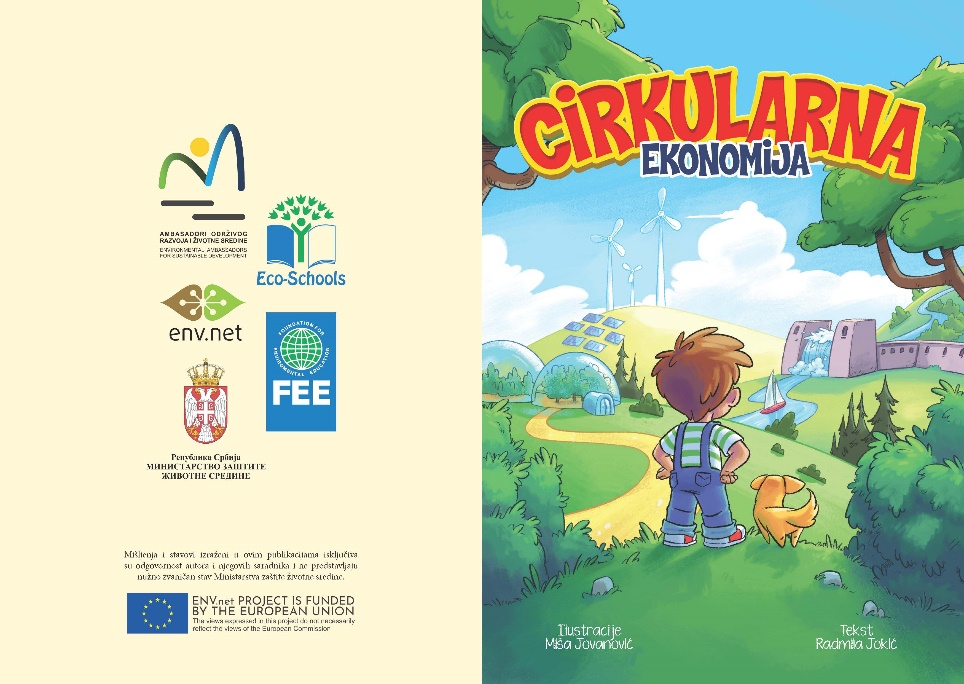 AMBASADORI ODRŽIVOG
RAZVOJA I ŽIVOTNE SREDINE
ENVIRONMENTAL AMBASSADORS
FOR SUSTAINABLE DEVELOPMENT
Eco-Schools
env.net
FOUNDATION FOR
ENVIRONMENTAL EDUCATION
FEE
Република Србија
МИНИСТАРСТВО ЗАШТИТЕ
ЖИВОТНЕ СРЕДИНЕ
Mišljenja i stavovi izraženi u ovim publikacijama isključiva
su odgovornost autora i njegovih saradnika i ne predstavljaju
nužno zvaničan stav Ministarstva zaštite životne sredine.
ENV.net PROJECT IS FUNDED
BY THE EUROPEAN UNION
The views expressed in this project do not necessarily
reflect the views of the European Commission
CIRKULARNA
EKONOMIJA
Ilustracije
Miša Jovanović
Tekst
Radmila Jokić